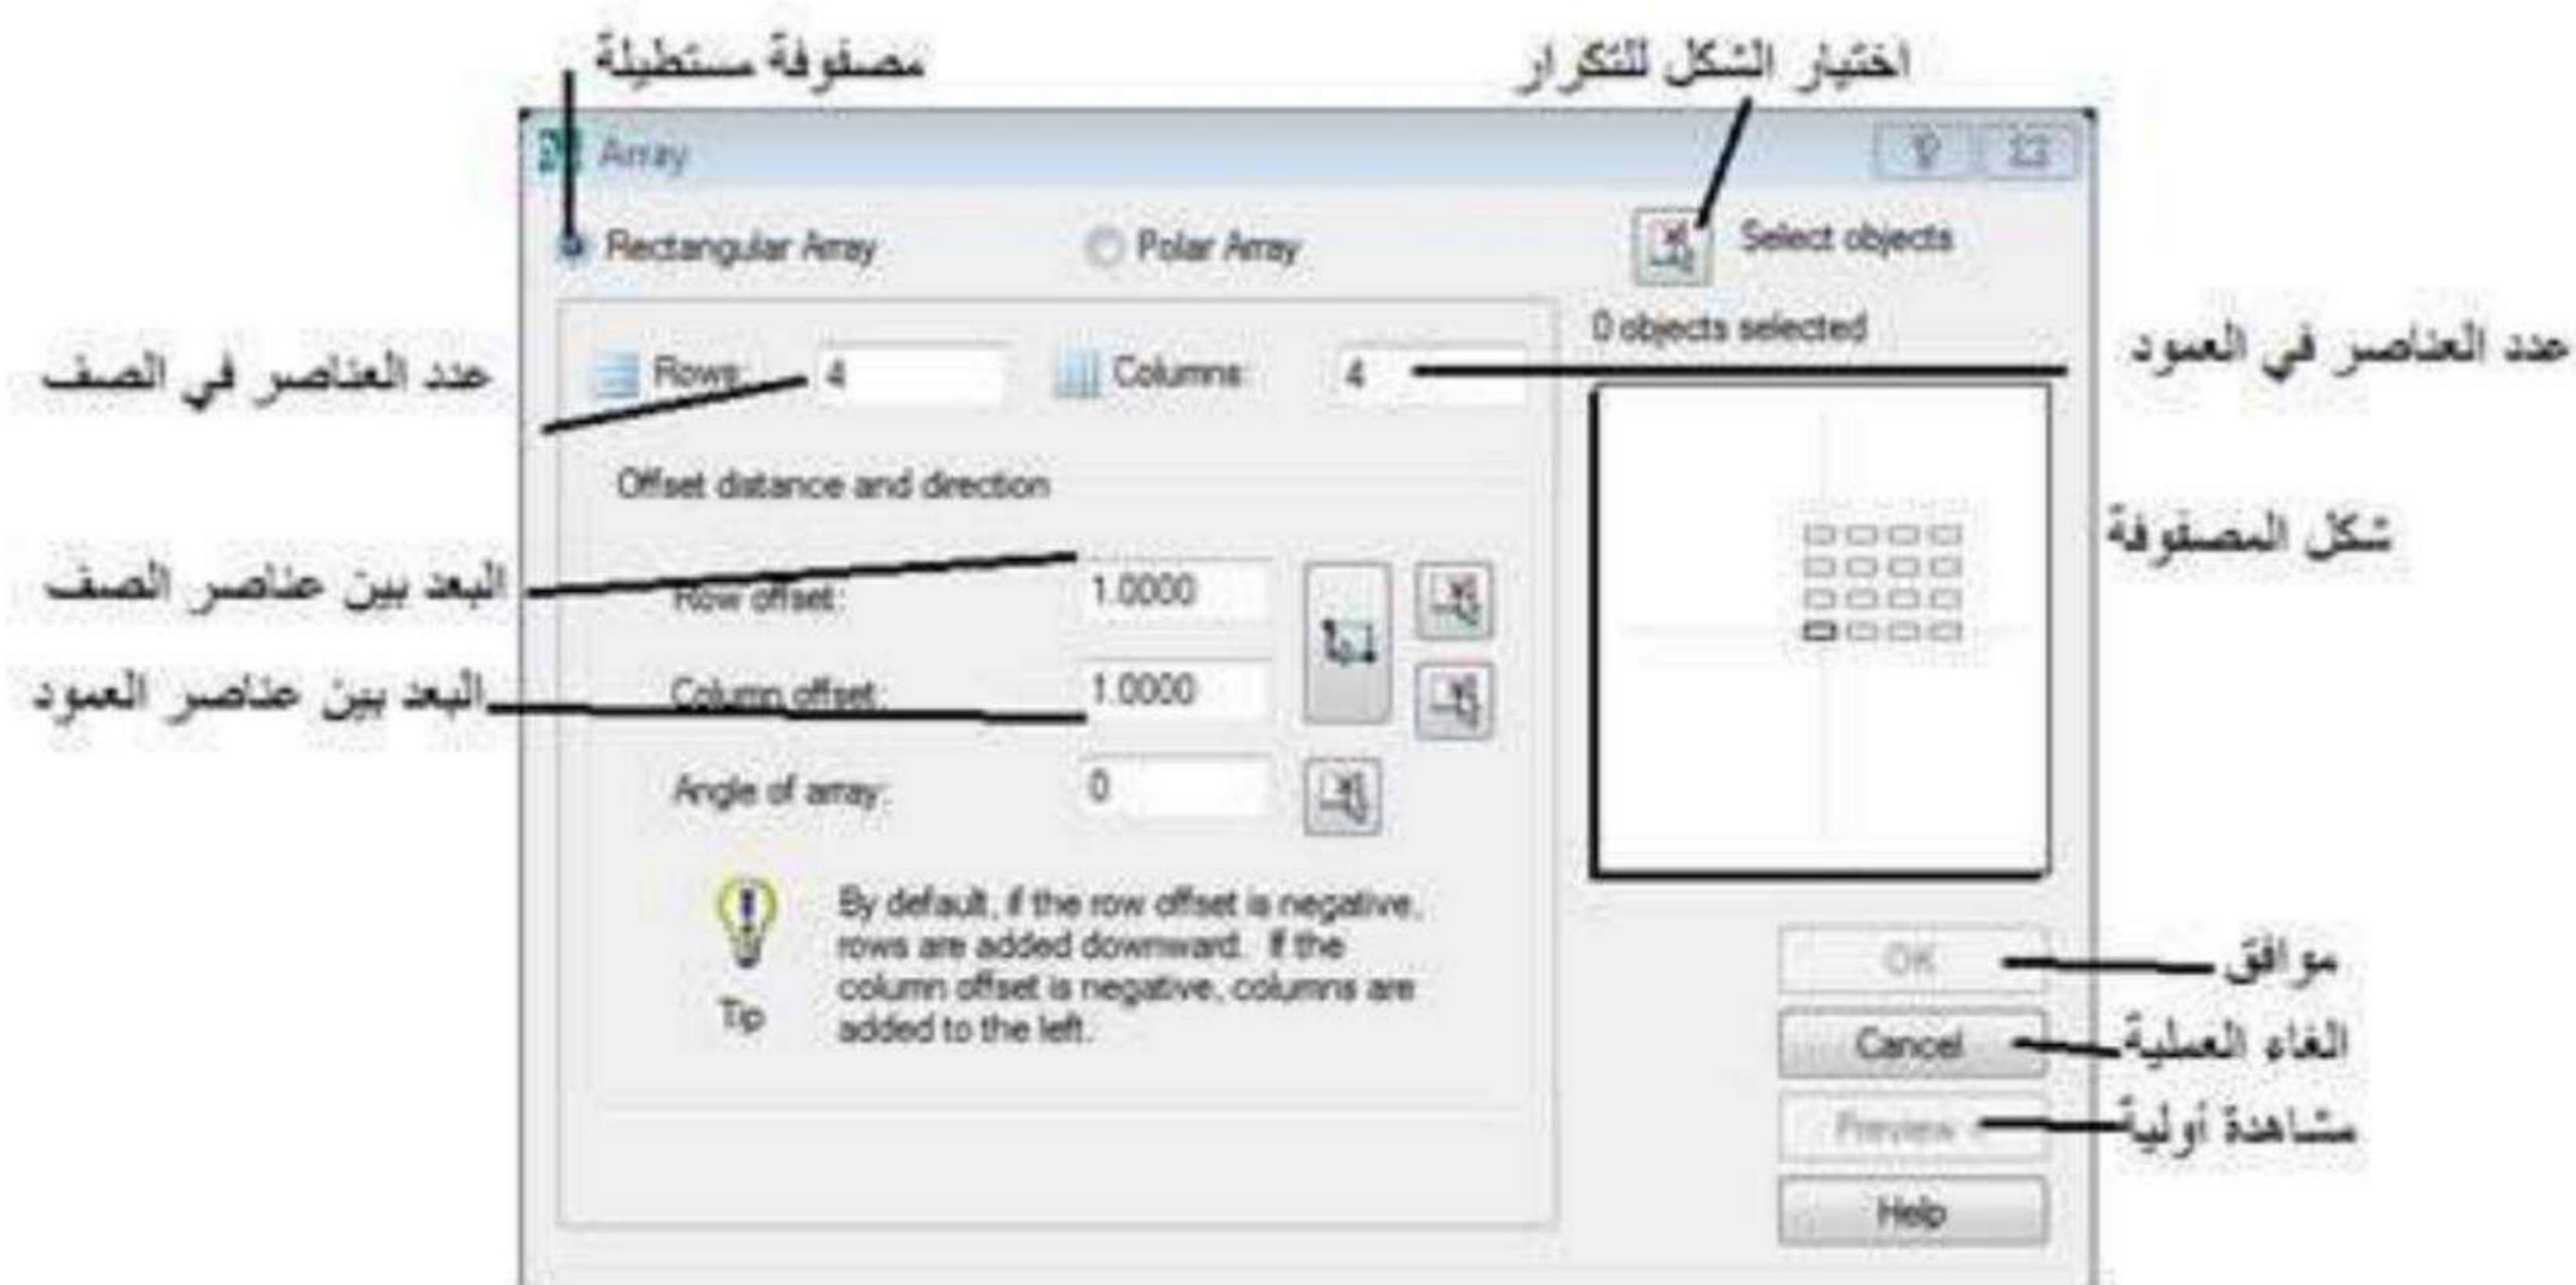 مصفوفة مستطيلة
اختيار الشكل للتكرار
Array
Rectangular Array
Polar Array
Select objects
0 objects selected
عدد العناصر في الصف
Rows:
4
Columns:
4
عدد العناصر في العمود
Offset distance and direction
شكل المصفوفة
البعد بين عناصر الصف
Row offset:
1.0000
البعد بين عناصر العمود
Column offset:
1.0000
Angle of array:
0
By default, if the row offset is negative,
rows are added downward. If the
column offset is negative, columns are
added to the left.
Tip
OK
موافق
Cancel
الغاء العملية
Preview
مشاهدة أولية
Help